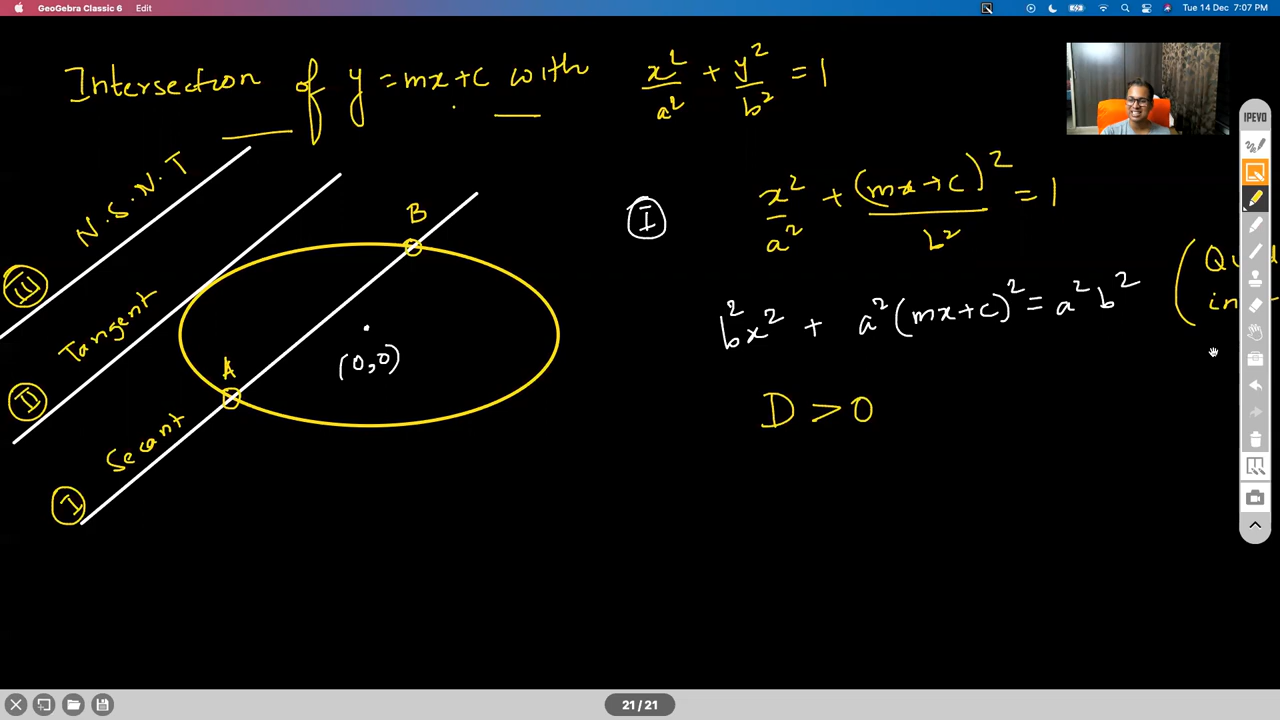 GeoGebra Classic 6 Edit Tue 14 Dec 7:07 PM
Intersection of y = mx + c with x²/a² + y²/b² = 1
IPEVO
N.S.N.T
III
Tangent
II
Secant
I
A
B
(0,0)
I
x²/a² + (mx+c)²/b² = 1
b²x² + a²(mx+c)² = a²b²
D > 0
21 / 21